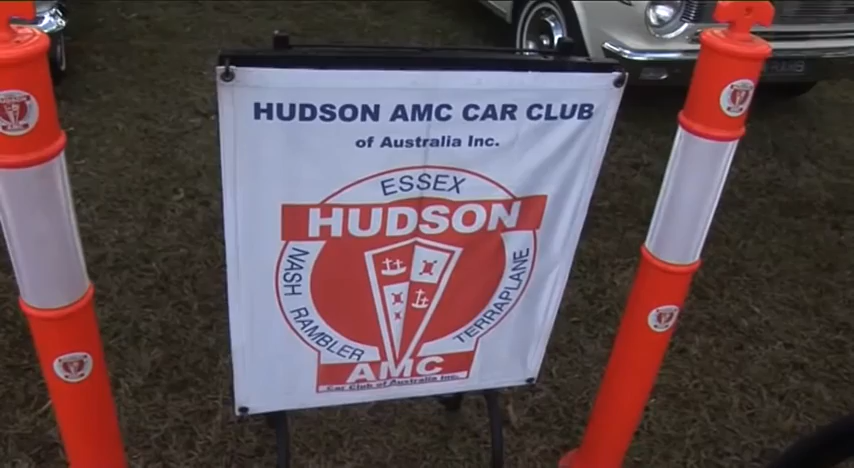 HUDSON AMC CAR CLUB
OF AUSTRALIA INC.
ESSEX
HUDSON
NASH RAMBLER
TERRAPLANE
AMC
Car Club of Australia Inc.